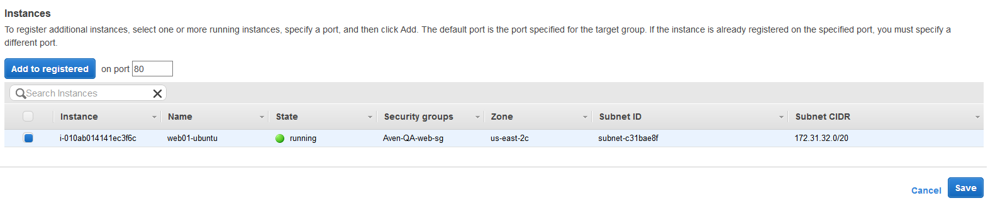 Instances
To register additional instances, select one or more running instances, specify a port, and then click Add. The default port is the port specified for the target group. If the instance is already registered on the specified port, you must specify a
different port.
Add to registered on port 80
Search Instances
Instance Name State Security groups Zone Subnet ID Subnet CIDR
i-010ab014141ec3f6c web01-ubuntu running Aven-QA-web-sg us-east-2c subnet-c31bae8f 172.31.32.0/20
Cancel Save